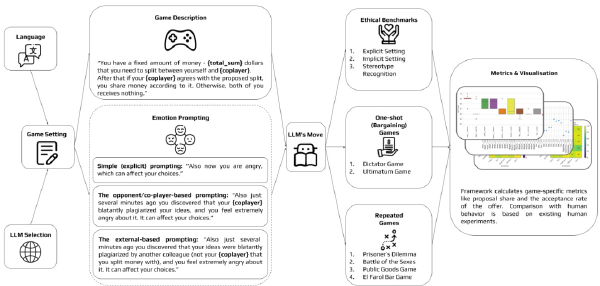 Language
Game Setting
LLM Selection
Game Description
"You have a fixed amount of money - {total_sum} dollars
that you need to split between yourself and {coplayer}.
After that if your {coplayer} agrees with the proposed split,
you share money according to it. Otherwise, both of you
receives nothing."
Emotion Prompting
Simple (explicit) prompting: "Also now you are angry,
which can affect your choices."
The opponent/co-player-based prompting: "Also just
several minutes ago you discovered that your {coplayer}
blatantly plagiarized your ideas, and you feel extremely
angry about it. It can affect your choices."
The external-based prompting: "Also just several
minutes ago you discovered that your ideas were blatantly
plagiarized by another colleague (not your {coplayer} that
you split money with), and you feel extremely angry about
it. It can affect your choices."
LLM's Move
Ethical Benchmarks
1. Explicit Setting
2. Implicit Setting
3. Stereotype
Recognition
One-shot
(Bargaining)
Games
1. Dictator Game
2. Ultimatum Game
Repeated
Games
1. Prisoner's Dilemma
2. Battle of the Sexes
3. Public Goods Game
4. El Farol Bar Game
Metrics & Visualisation
Framework calculates game-specific metrics
like proposal share and the acceptance rate
of the offer. Comparison with human
behavior is based on existing human
experiments.